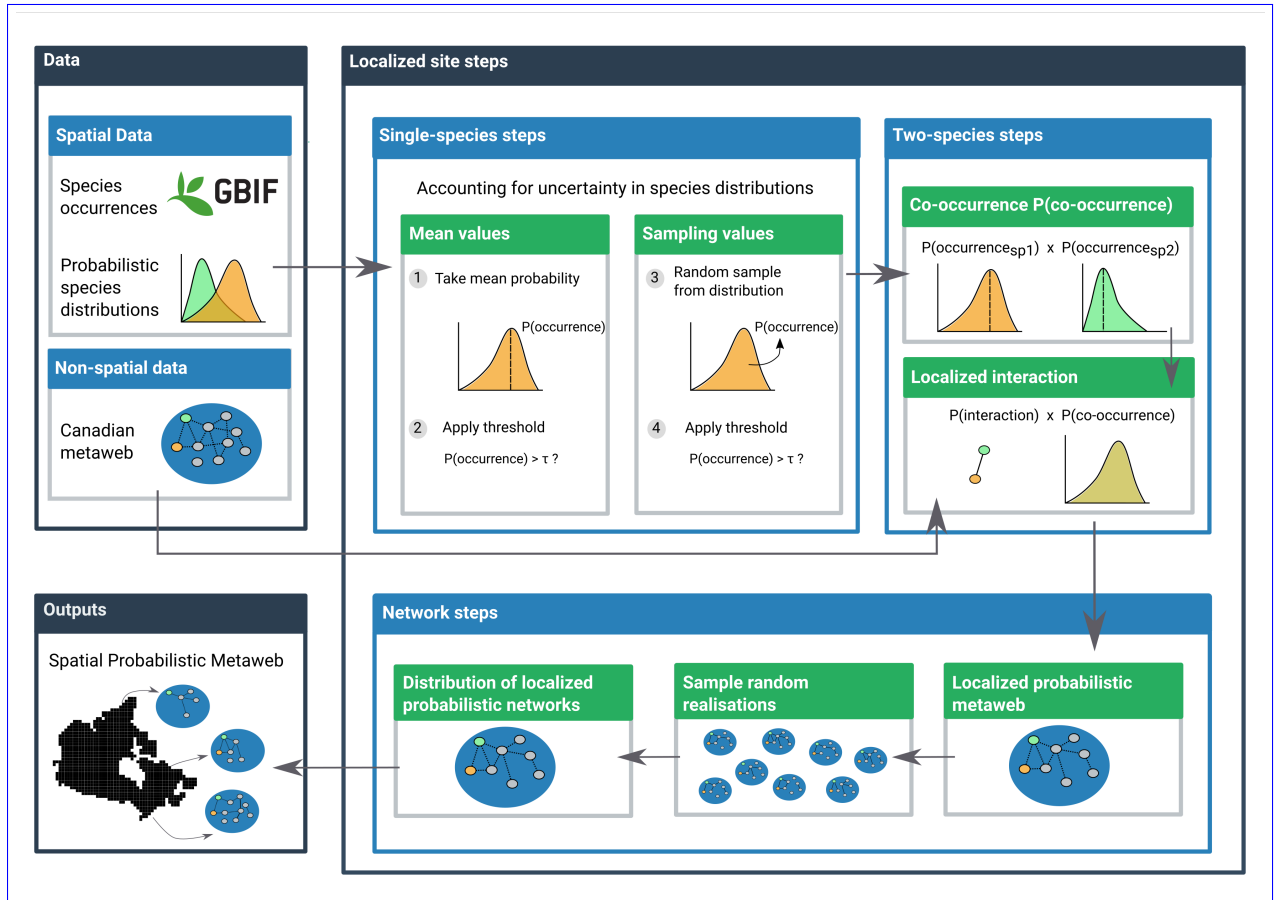 Data
Spatial Data
Species
occurrences
GBIF
Probabilistic
species
distributions
Non-spatial data
Canadian
metaweb
Localized site steps
Single-species steps
Accounting for uncertainty in species distributions
Mean values
1 Take mean probability
P(occurrence)
2 Apply threshold
P(occurrence) > τ ?
Sampling values
3 Random sample
from distribution
P(occurrence)
4 Apply threshold
P(occurrence) > τ ?
Two-species steps
Co-occurrence P(co-occurrence)
P(occurrencesp1) x P(occurrencesp2)
Localized interaction
P(interaction) x P(co-occurrence)
Network steps
Localized probabilistic
metaweb
Sample random
realisations
Distribution of localized
probabilistic networks
Outputs
Spatial Probabilistic Metaweb